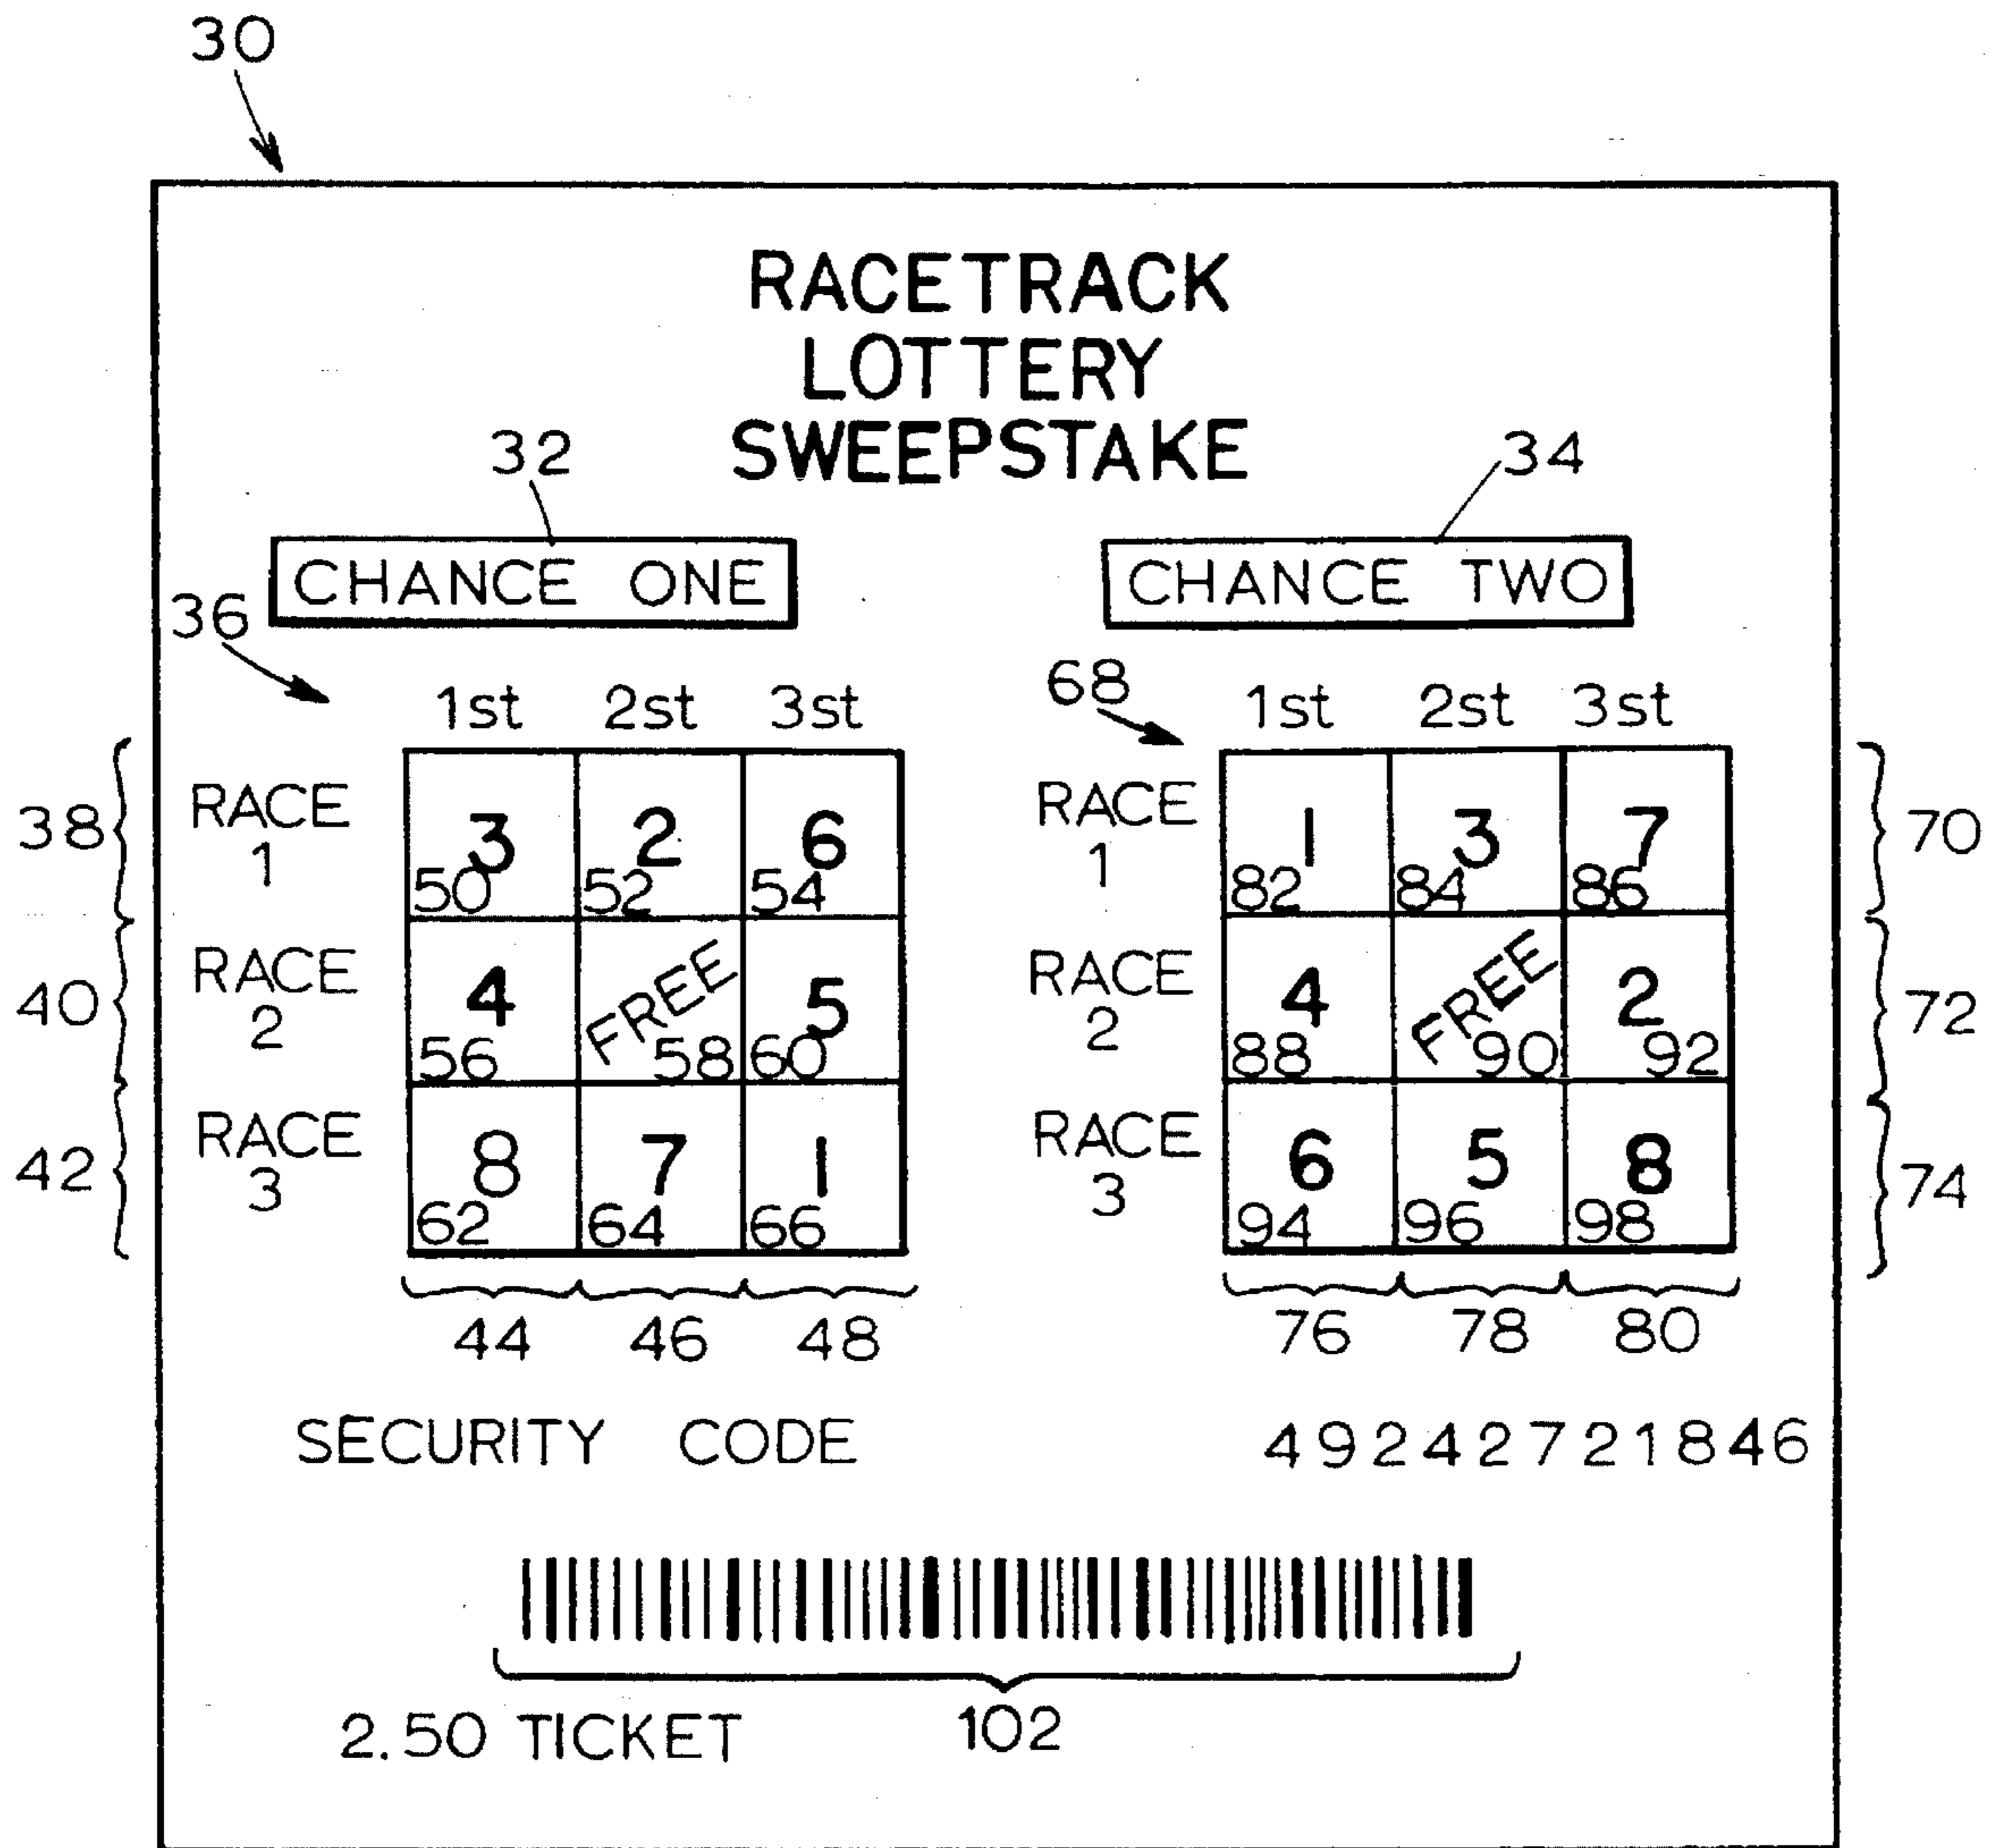 30
RACETRACK
LOTTERY
SWEEPSTAKE
32 34
CHANCE ONE CHANCE TWO
36 68
1st 2st 3st 1st 2st 3st
38 RACE 1 3 50 2 52 6 54 RACE 1 1 82 3 84 7 86 70
40 RACE 2 4 56 FREE 58 5 60 RACE 2 4 88 FREE 90 2 92 72
42 RACE 3 8 62 7 64 1 66 RACE 3 6 94 5 96 8 98 74
44 46 48 76 78 80
SECURITY CODE 49242721846
2.50 TICKET 102